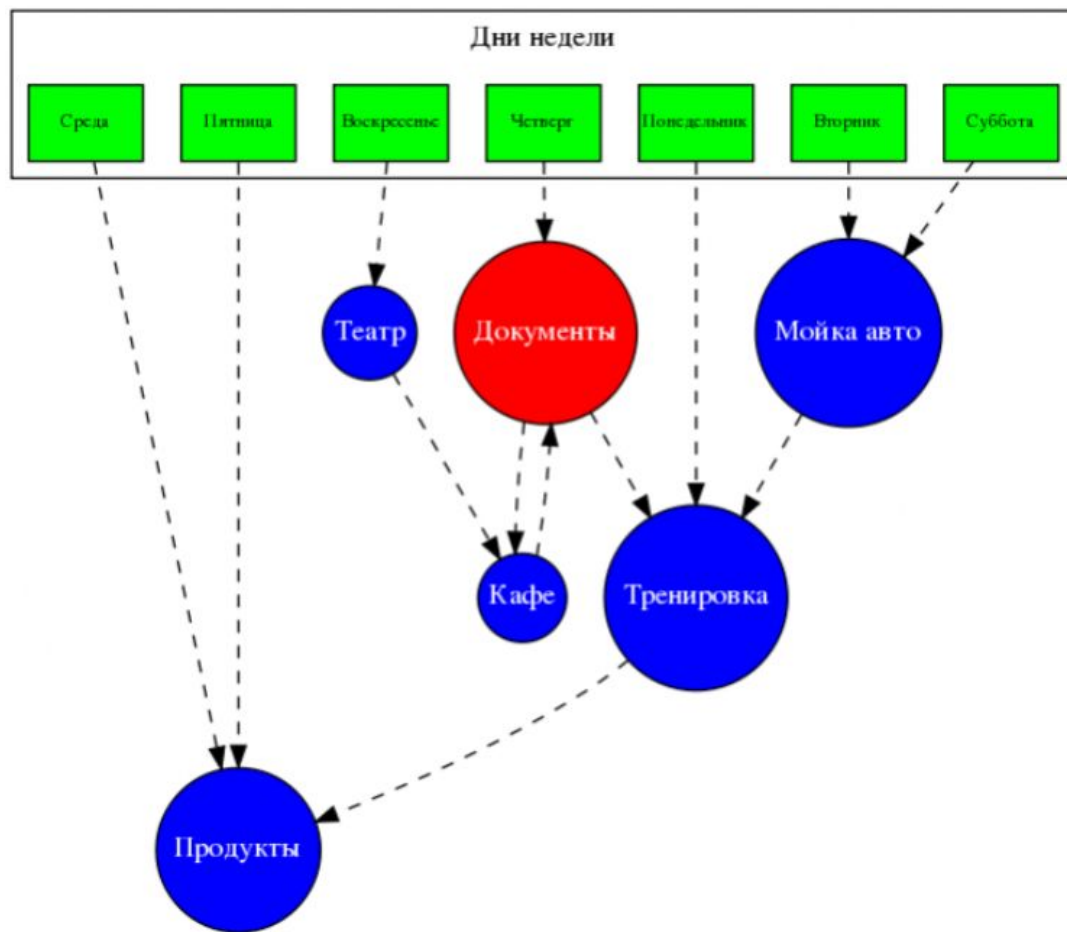 Дни недели
Среда
Пятница
Воскресенье
Четверг
Понедельник
Вторник
Суббота
Театр
Документы
Мойка авто
Кафе
Тренировка
Продукты